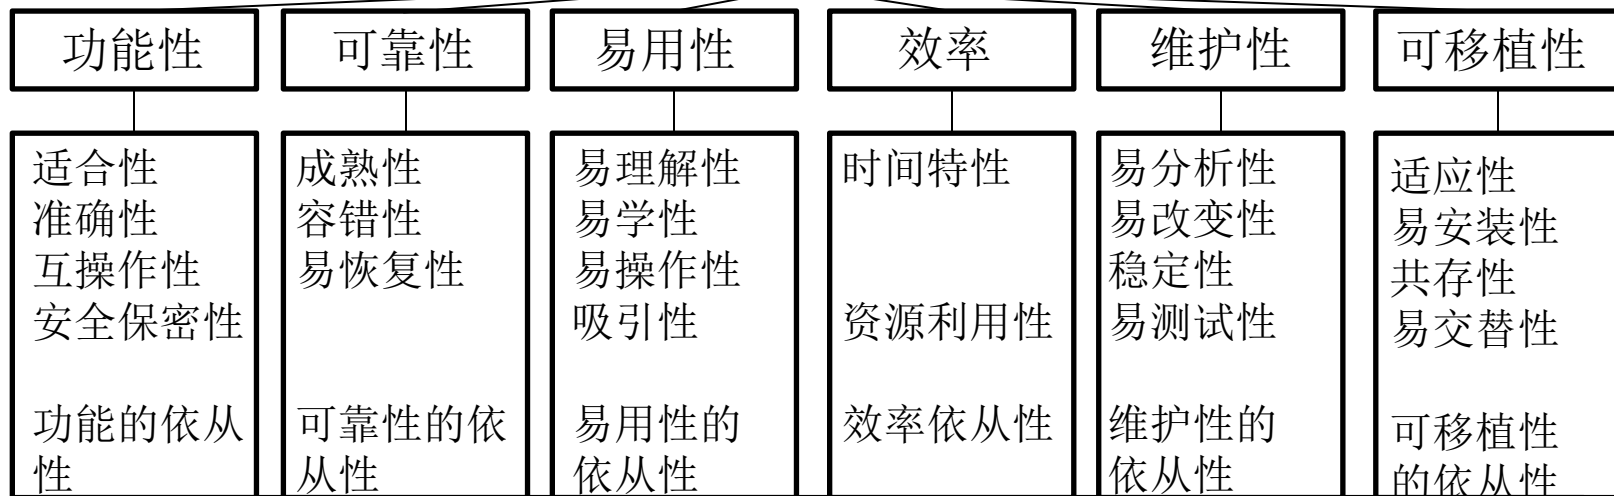 功能性
可靠性
易用性
效率
维护性
可移植性
适合性
准确性
互操作性
安全保密性
功能的依从
性
成熟性
容错性
易恢复性
可靠性的依
从性
易理解性
易学性
易操作性
吸引性
易用性的
依从性
时间特性
资源利用性
效率依从性
易分析性
易改变性
稳定性
易测试性
维护性的
依从性
适应性
易安装性
共存性
易交替性
可移植性
的依从性